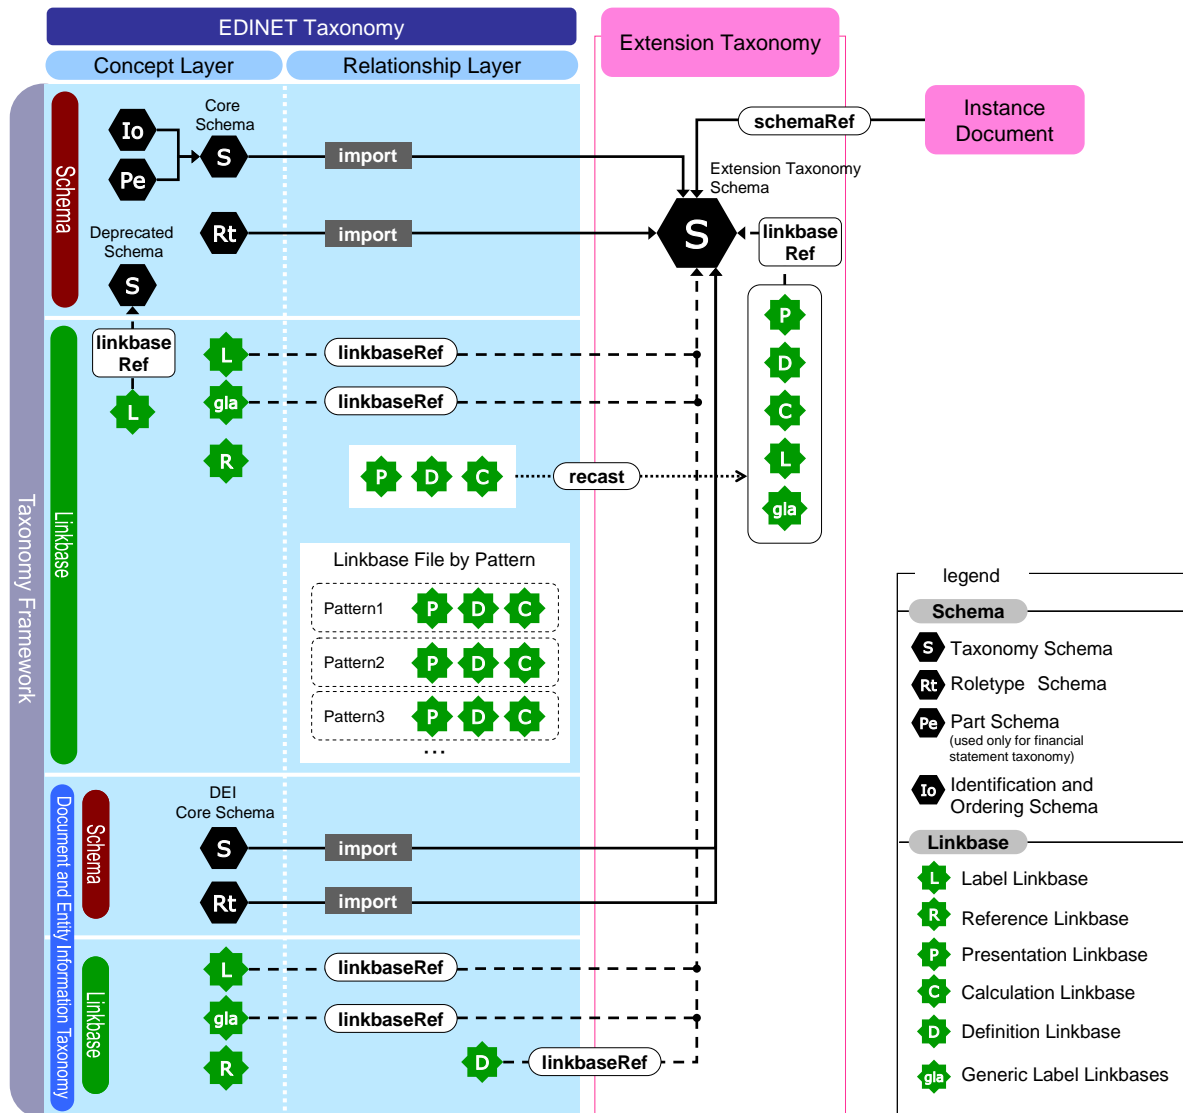 EDINET Taxonomy
Concept Layer
Relationship Layer
Extension Taxonomy
Instance
Document
Taxonomy Framework
Schema
Io
Pe
Core
Schema
S
import
schemaRef
Extension Taxonomy
Schema
S
Rt
import
Deprecated
Schema
S
linkbase
Ref
L
linkbase
Ref
P
D
C
L
gla
Linkbase
L
linkbaseRef
gla
linkbaseRef
R
P
D
C
recast
Linkbase File by Pattern
Pattern1
P
D
C
Pattern2
P
D
C
Pattern3
P
D
C
...
Document and Entity Information Taxonomy
Schema
DEI
Core Schema
S
import
Rt
import
Linkbase
L
linkbaseRef
gla
linkbaseRef
R
D
linkbaseRef
legend
Schema
S Taxonomy Schema
Rt Roletype Schema
Pe Part Schema
(used only for financial
statement taxonomy)
Io Identification and
Ordering Schema
Linkbase
L Label Linkbase
R Reference Linkbase
P Presentation Linkbase
C Calculation Linkbase
D Definition Linkbase
gla Generic Label Linkbases